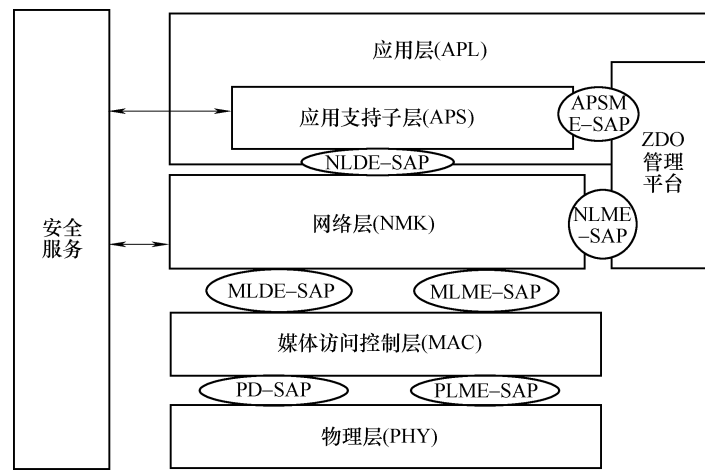 应用层(APL)
应用支持子层(APS)
APSM
E–SAP
ZDO
管理
平台
NLDE–SAP
安全
服务
网络层(NMK)
NLME
–SAP
MLDE–SAP
MLME–SAP
媒体访问控制层(MAC)
PD–SAP
PLME–SAP
物理层(PHY)